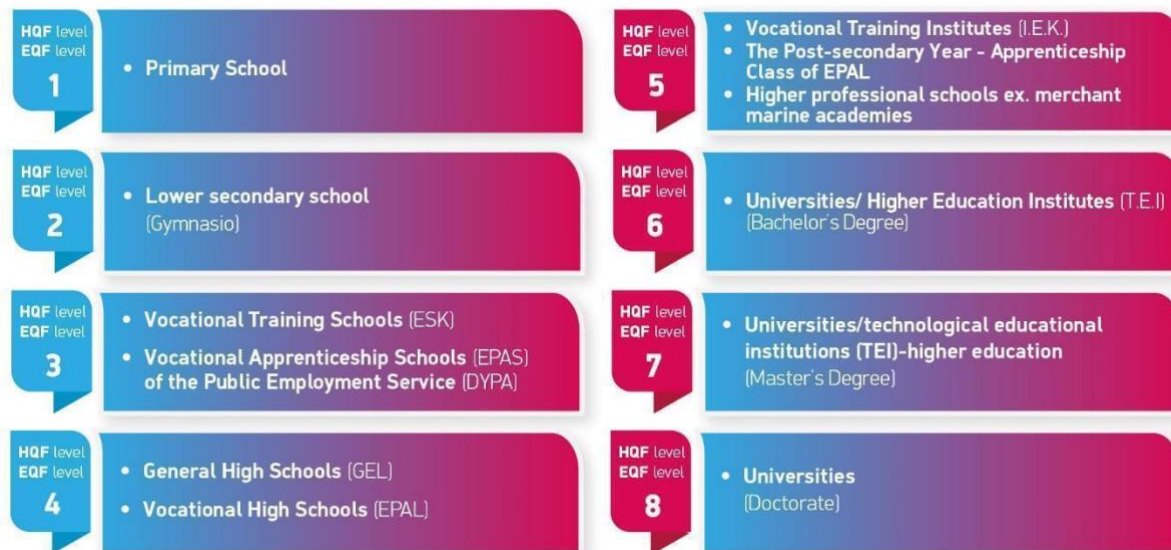 HQF level
EQF level
1
• Primary School
HQF level
EQF level
2
• Lower secondary school
(Gymnasio)
HQF level
EQF level
3
• Vocational Training Schools (ESK)
• Vocational Apprenticeship Schools (EPAS)
of the Public Employment Service (DYPA)
HQF level
EQF level
4
• General High Schools (GEL)
• Vocational High Schools (EPAL)
HQF level
EQF level
5
• Vocational Training Institutes (I.E.K.)
• The Post-secondary Year - Apprenticeship
Class of EPAL
• Higher professional schools ex. merchant
marine academies
HQF level
EQF level
6
• Universities/ Higher Education Institutes (T.E.I)
(Bachelor's Degree)
HQF level
EQF level
7
• Universities/technological educational
institutions (TEI)-higher education
(Master's Degree)
HQF level
EQF level
8
• Universities
(Doctorate)